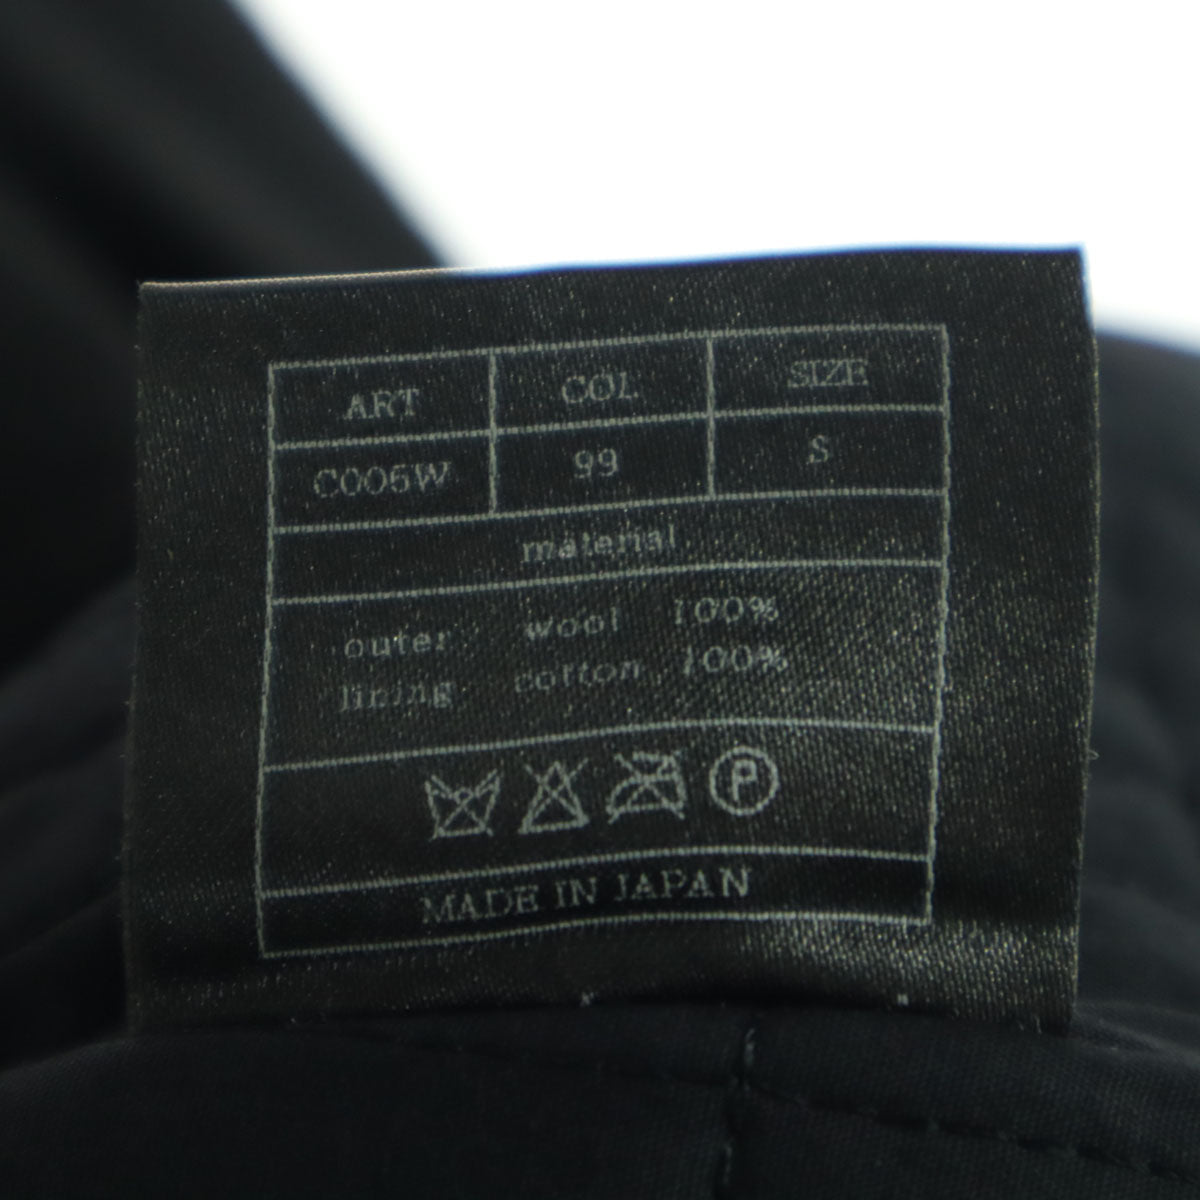 ART COL SIZE
C005W 99 S
material
outer wool 100%
lining cotton 100%
P
MADE IN JAPAN